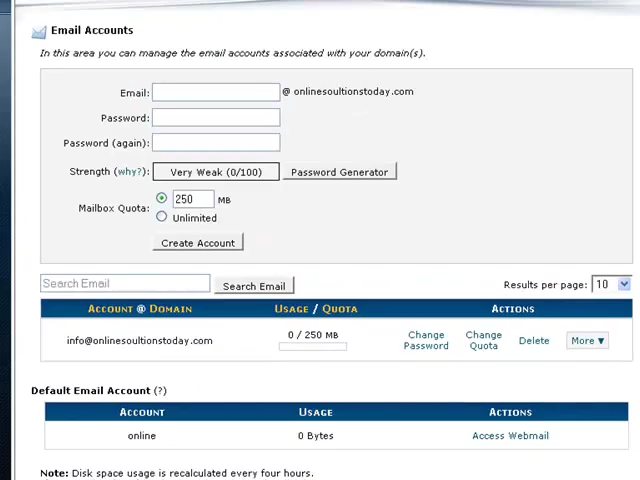 Email Accounts
In this area you can manage the email accounts associated with your domain(s).
Email: @ onlinesoultionstoday.com
Password:
Password (again):
Strength (why?): Very Weak (0/100) Password Generator
Mailbox Quota: 250 MB
Unlimited
Create Account
Search Email Search Email Results per page: 10
ACCOUNT @ DOMAIN USAGE / QUOTA ACTIONS
info@onlinesoultionstoday.com 0 / 250 MB Change Password Change Quota Delete More ▼
Default Email Account (?)
ACCOUNT USAGE ACTIONS
online 0 Bytes Access Webmail
Note: Disk space usage is recalculated every four hours.